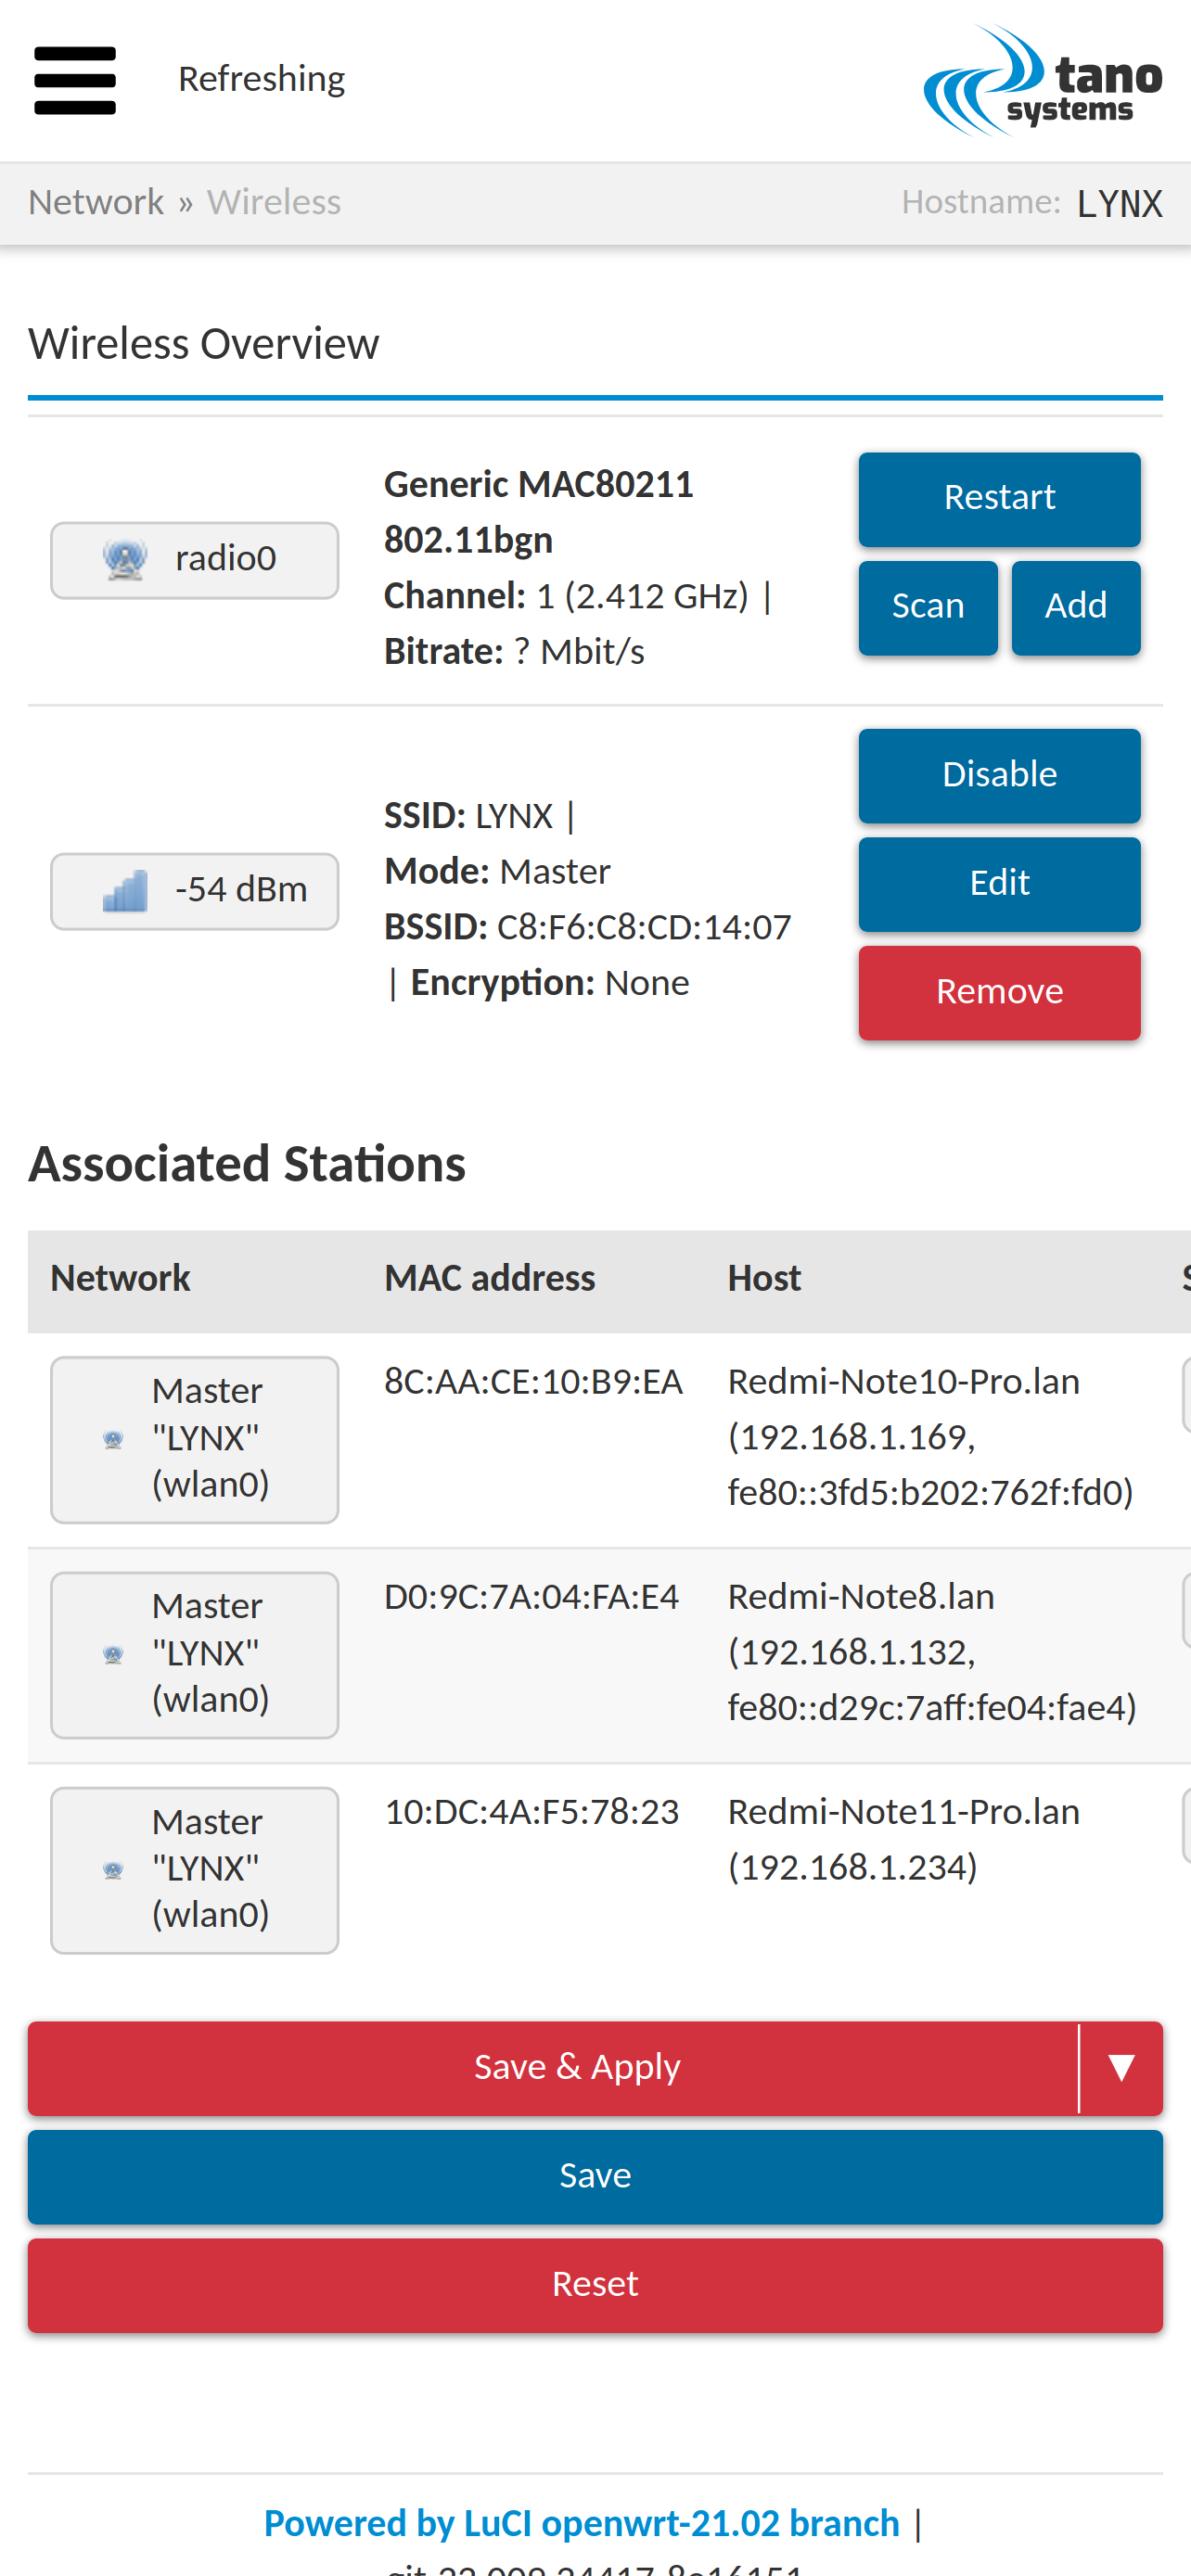 Refreshing
tano
systems
Network » Wireless
Hostname: LYNX
Wireless Overview
radio0
Generic MAC80211
802.11bgn
Channel: 1 (2.412 GHz) |
Bitrate: ? Mbit/s
Restart
Scan
Add
-54 dBm
SSID: LYNX |
Mode: Master
BSSID: C8:F6:C8:CD:14:07
| Encryption: None
Disable
Edit
Remove
Associated Stations
Network MAC address Host
Master
"LYNX"
(wlan0)
8C:AA:CE:10:B9:EA
Redmi-Note10-Pro.lan
(192.168.1.169,
fe80::3fd5:b202:762f:fd0)
Master
"LYNX"
(wlan0)
D0:9C:7A:04:FA:E4
Redmi-Note8.lan
(192.168.1.132,
fe80::d29c:7aff:fe04:fae4)
Master
"LYNX"
(wlan0)
10:DC:4A:F5:78:23
Redmi-Note11-Pro.lan
(192.168.1.234)
Save & Apply ▼
Save
Reset
Powered by LuCI openwrt-21.02 branch |